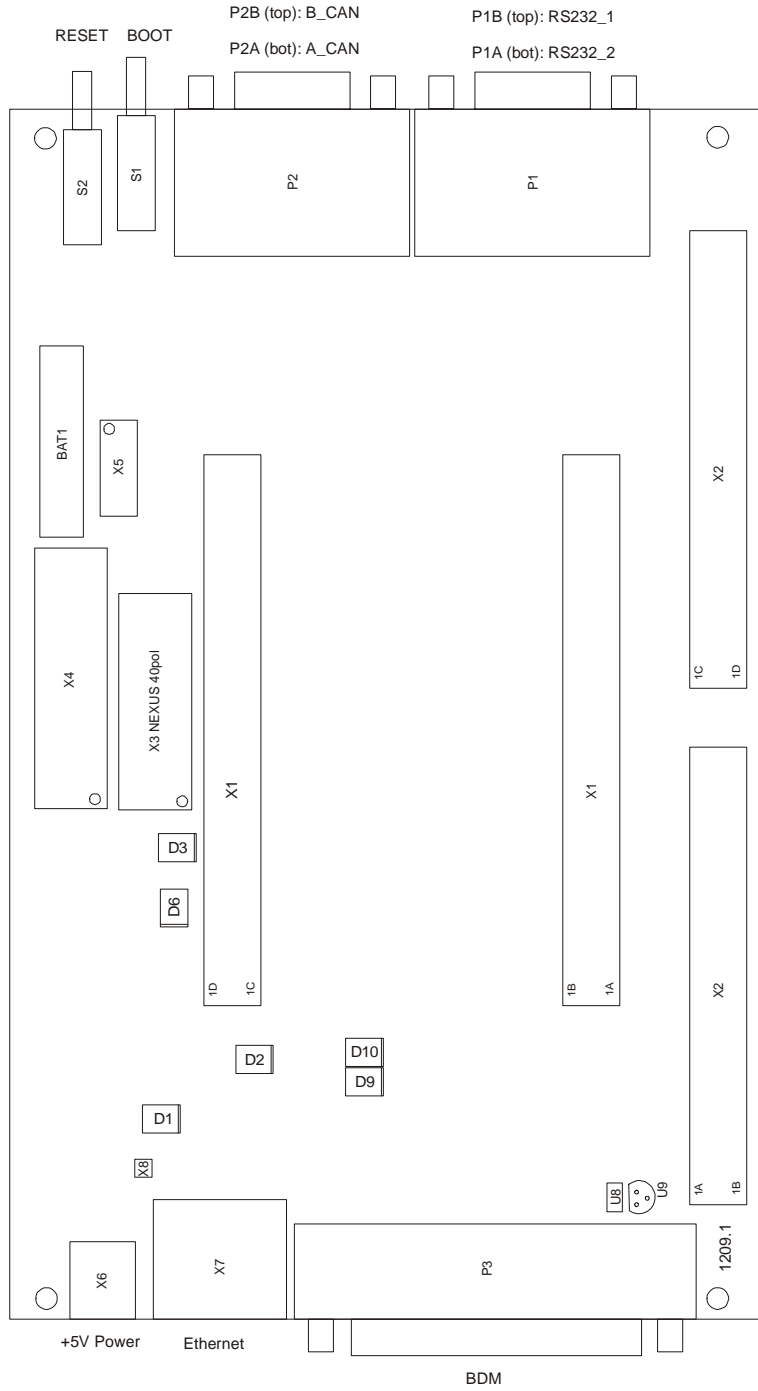 P2B (top): B_CAN
P1B (top): RS232_1
RESET
BOOT
P2A (bot): A_CAN
P1A (bot): RS232_2
S2
S1
P2
P1
BAT1
X5
X2
1C
1D
X4
X3 NEXUS 40pol
X1
1D
1C
X1
1B
1A
D3
D6
X2
1A
1B
D2
D10
D9
D1
X8
U8
U9
1209.1
X6
X7
P3
+5V Power
Ethernet
BDM